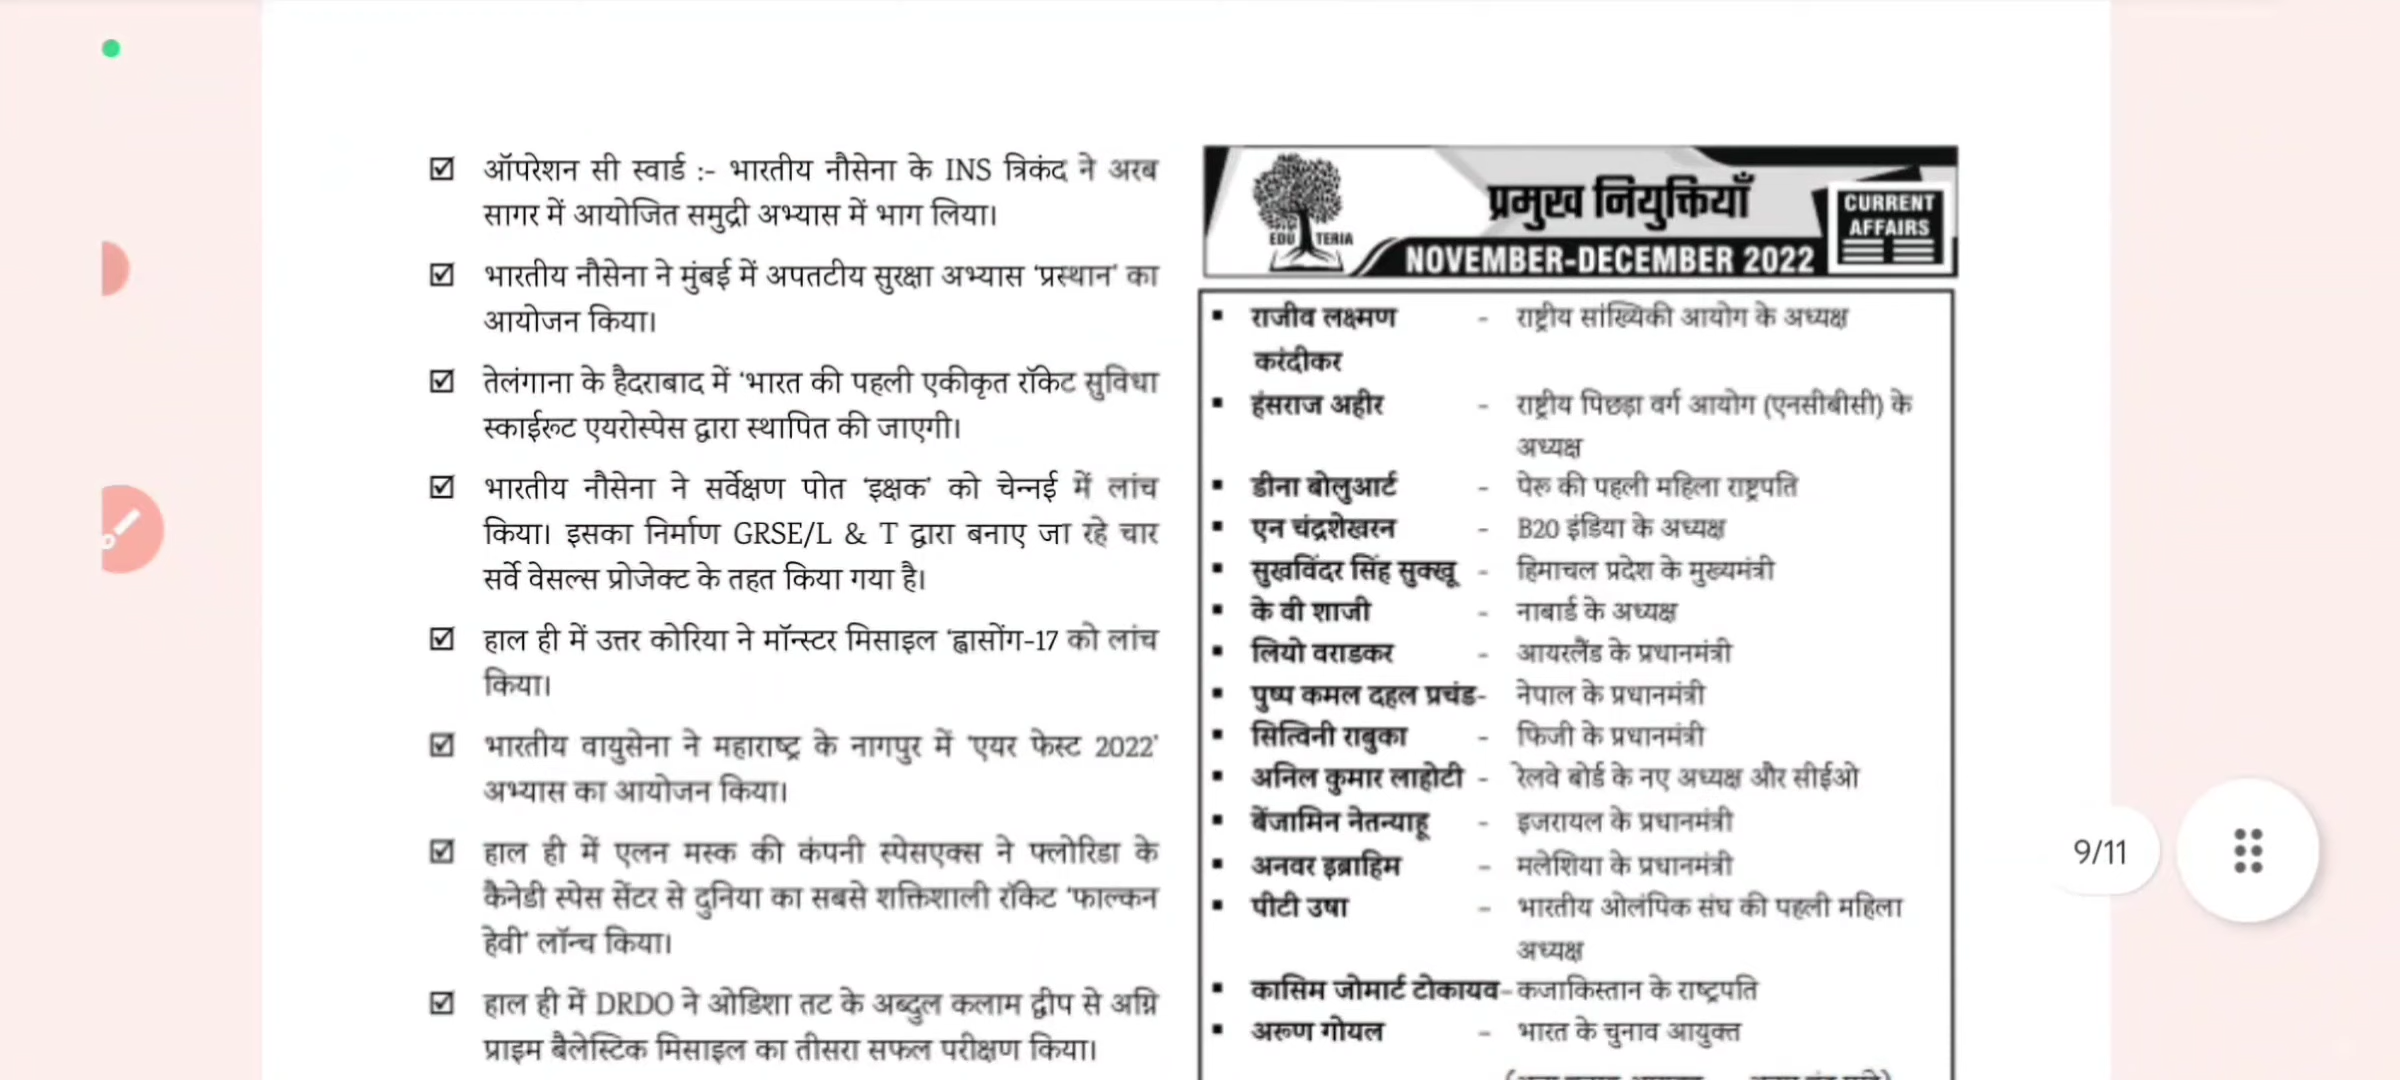 ऑपरेशन सी स्वार्ड :- भारतीय नौसेना के INS त्रिकंद ने अरब
सागर में आयोजित समुद्री अभ्यास में भाग लिया।
भारतीय नौसेना ने मुंबई में अपतटीय सुरक्षा अभ्यास 'प्रस्थान' का
आयोजन किया।
तेलंगाना के हैदराबाद में 'भारत की पहली एकीकृत रॉकेट सुविधा
स्काईरूट एयरोस्पेस द्वारा स्थापित की जाएगी।
भारतीय नौसेना ने सर्वेक्षण पोत 'इक्षक' को चेन्नई में लांच
किया। इसका निर्माण GRSE/L & T द्वारा बनाए जा रहे चार
सर्वे वेसल्स प्रोजेक्ट के तहत किया गया है।
हाल ही में उत्तर कोरिया ने मॉन्स्टर मिसाइल 'ह्वासोंग-17 को लांच
किया।
भारतीय वायुसेना ने महाराष्ट्र के नागपुर में 'एयर फेस्ट 2022'
अभ्यास का आयोजन किया।
हाल ही में एलन मस्क की कंपनी स्पेसएक्स ने फ्लोरिडा के
कैनेडी स्पेस सेंटर से दुनिया का सबसे शक्तिशाली रॉकेट 'फाल्कन
हेवी' लॉन्च किया।
हाल ही में DRDO ने ओडिशा तट के अब्दुल कलाम द्वीप से अग्नि
प्राइम बैलेस्टिक मिसाइल का तीसरा सफल परीक्षण किया।
EDU TERIA
प्रमुख नियुक्तियाँ
CURRENT
AFFAIRS
NOVEMBER-DECEMBER 2022
राजीव लक्ष्मण - राष्ट्रीय सांख्यिकी आयोग के अध्यक्ष
करंदीकर
हंसराज अहीर - राष्ट्रीय पिछड़ा वर्ग आयोग (एनसीबीसी) के
अध्यक्ष
डीना बोलुआर्ट - पेरू की पहली महिला राष्ट्रपति
एन चंद्रशेखरन - B20 इंडिया के अध्यक्ष
सुखविंदर सिंह सुक्खू - हिमाचल प्रदेश के मुख्यमंत्री
के वी शाजी - नाबार्ड के अध्यक्ष
लियो वराडकर - आयरलैंड के प्रधानमंत्री
पुष्प कमल दहल प्रचंड- नेपाल के प्रधानमंत्री
सित्विनी राबुका - फिजी के प्रधानमंत्री
अनिल कुमार लाहोटी - रेलवे बोर्ड के नए अध्यक्ष और सीईओ
बेंजामिन नेतन्याहू - इजरायल के प्रधानमंत्री
अनवर इब्राहिम - मलेशिया के प्रधानमंत्री
पीटी उषा - भारतीय ओलंपिक संघ की पहली महिला
अध्यक्ष
कासिम जोमार्ट टोकायव- कजाकिस्तान के राष्ट्रपति
अरूण गोयल - भारत के चुनाव आयुक्त
9/11